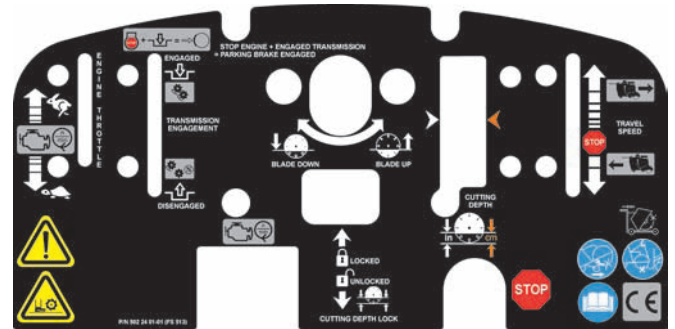 STOP ENGINE + ENGAGED TRANSMISSION
= PARKING BRAKE ENGAGED
ENGAGED
ENGINE THROTTLE
TRANSMISSION
ENGAGEMENT
DISENGAGED
BLADE DOWN
BLADE UP
TRAVEL
SPEED
STOP
CUTTING
DEPTH
in
cm
LOCKED
UNLOCKED
CUTTING DEPTH LOCK
STOP
CE
P/N 502 24 01-01 (FS 513)